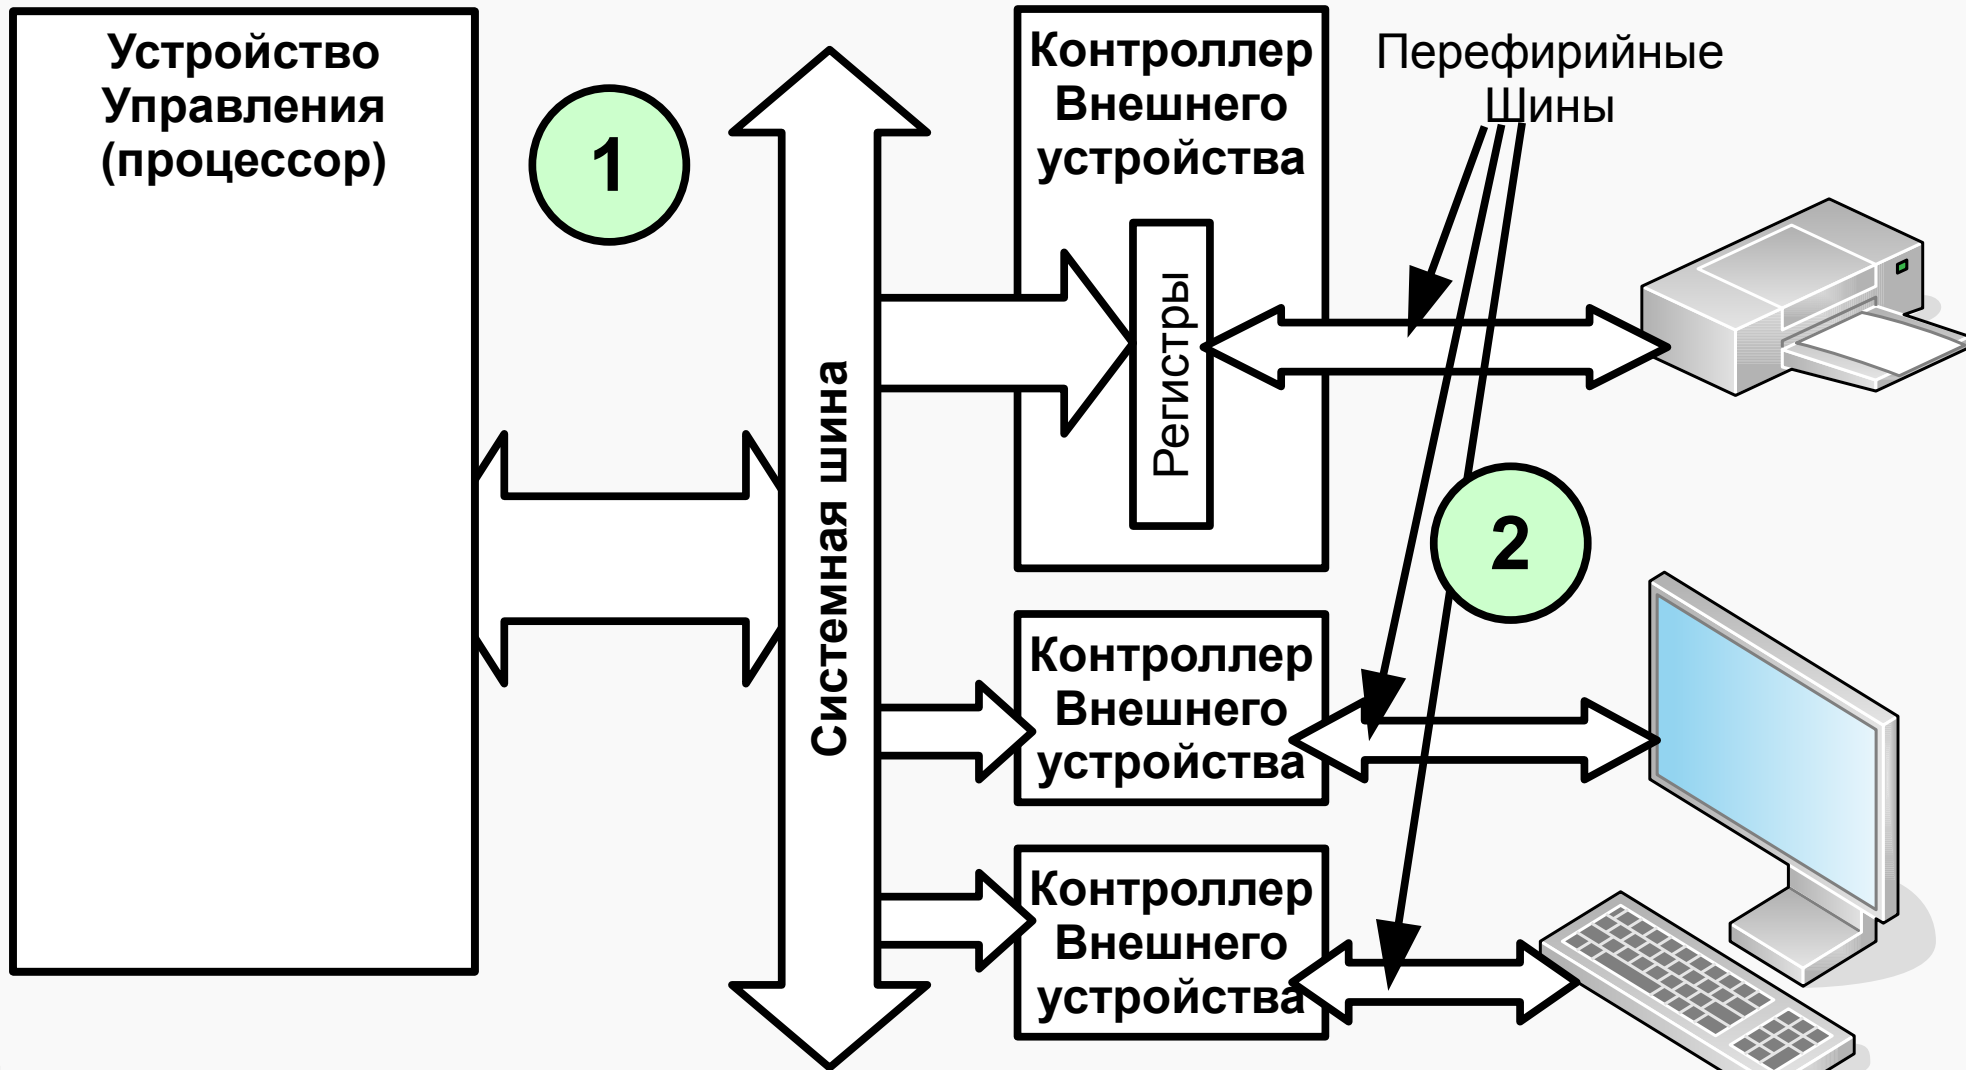 Устройство
Управления
(процессор)
1
Системная шина
Контроллер
Внешнего
устройства
Регистры
Перефирийные
Шины
2
Контроллер
Внешнего
устройства
Контроллер
Внешнего
устройства